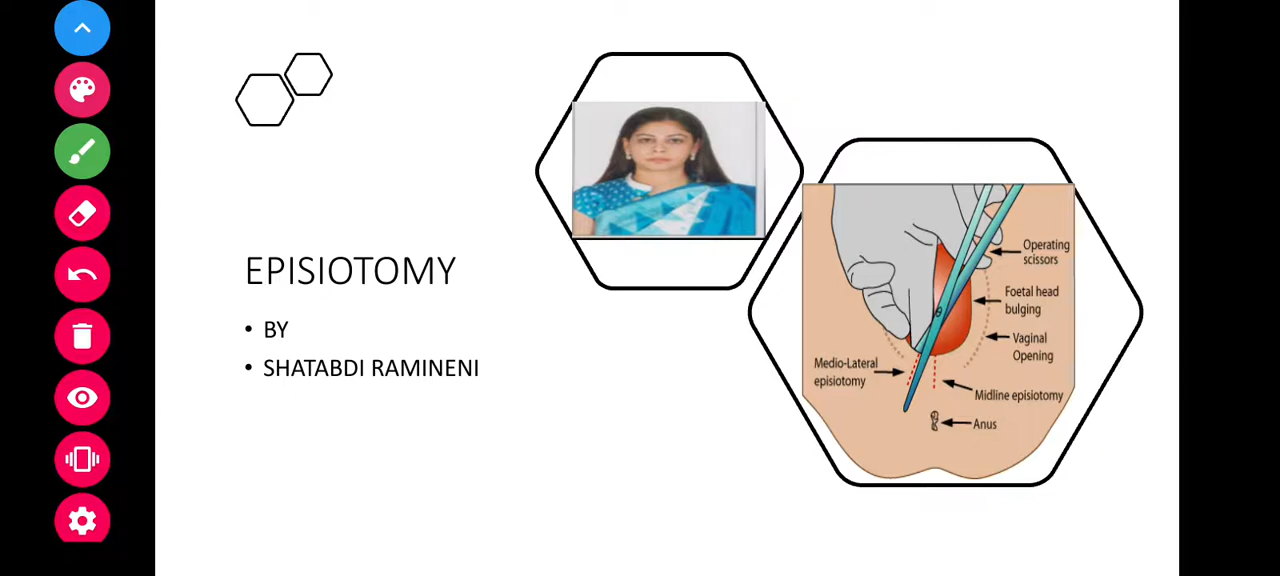 EPISIOTOMY
• BY
• SHATABDI RAMINENI
Operating
scissors
Foetal head
bulging
Vaginal
Opening
Medio-Lateral
episiotomy
Midline episiotomy
Anus